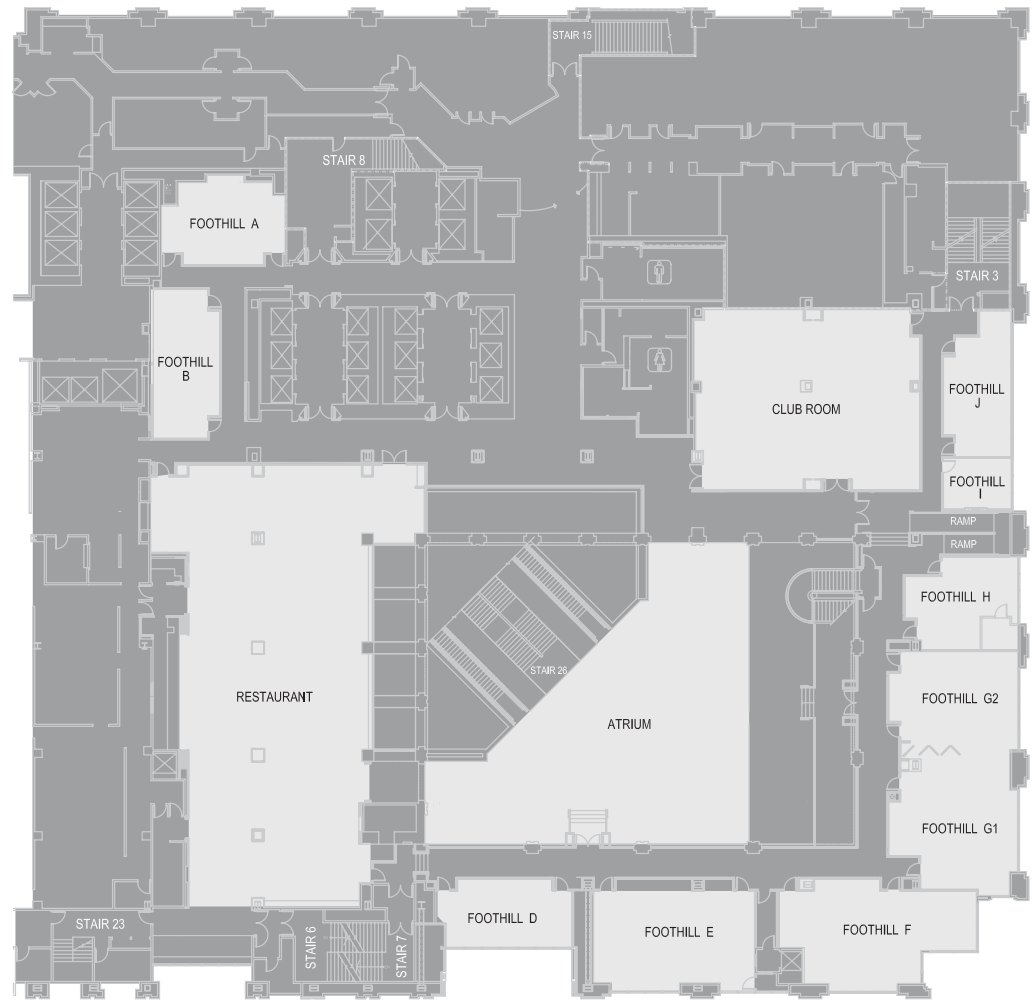 STAIR 15
STAIR 8
FOOTHILL A
STAIR 3
FOOTHILL
B
FOOTHILL
J
CLUB ROOM
FOOTHILL
I
RAMP
RAMP
FOOTHILL H
STAIR 26
RESTAURANT
FOOTHILL G2
ATRIUM
FOOTHILL G1
FOOTHILL D
STAIR 23
STAIR 6
STAIR 7
FOOTHILL E
FOOTHILL F